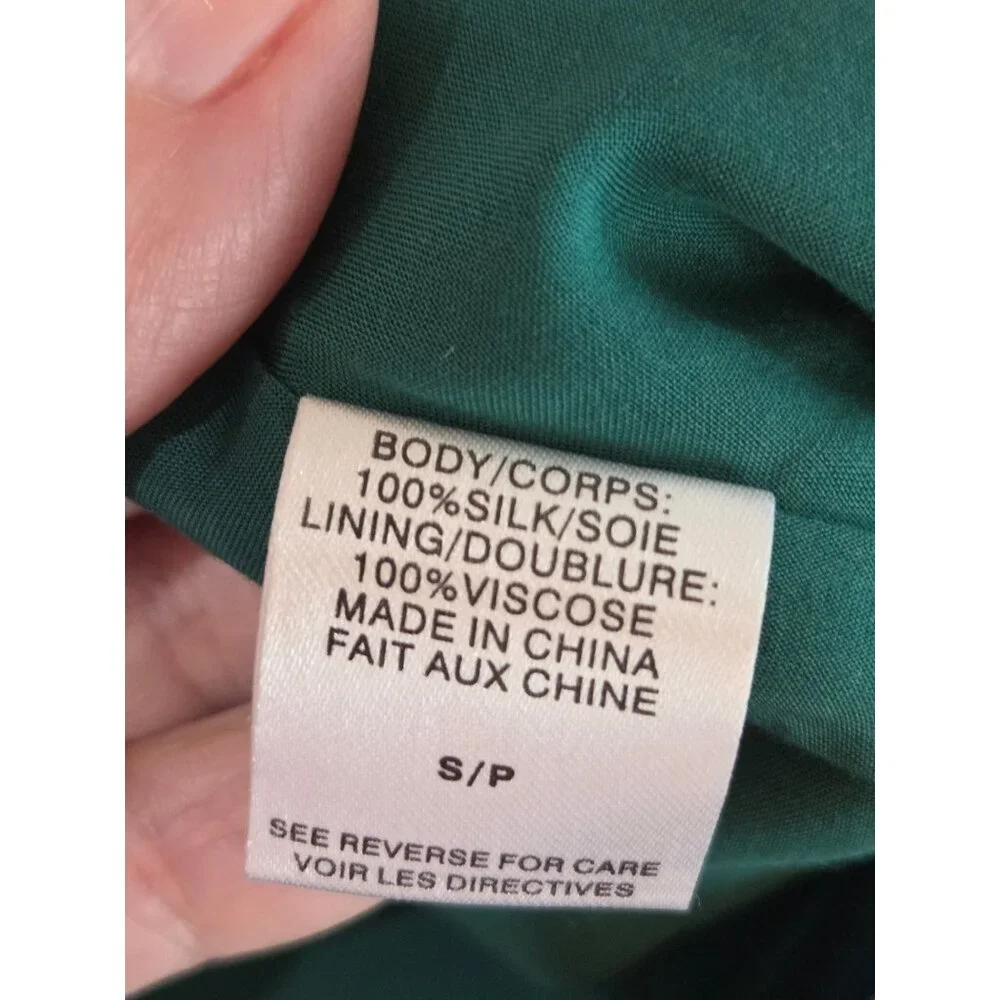 BODY/CORPS:
100%SILK/SOIE
LINING/DOUBLURE:
100%VISCOSE
MADE IN CHINA
FAIT AUX CHINE
S/P
SEE REVERSE FOR CARE
VOIR LES DIRECTIVES